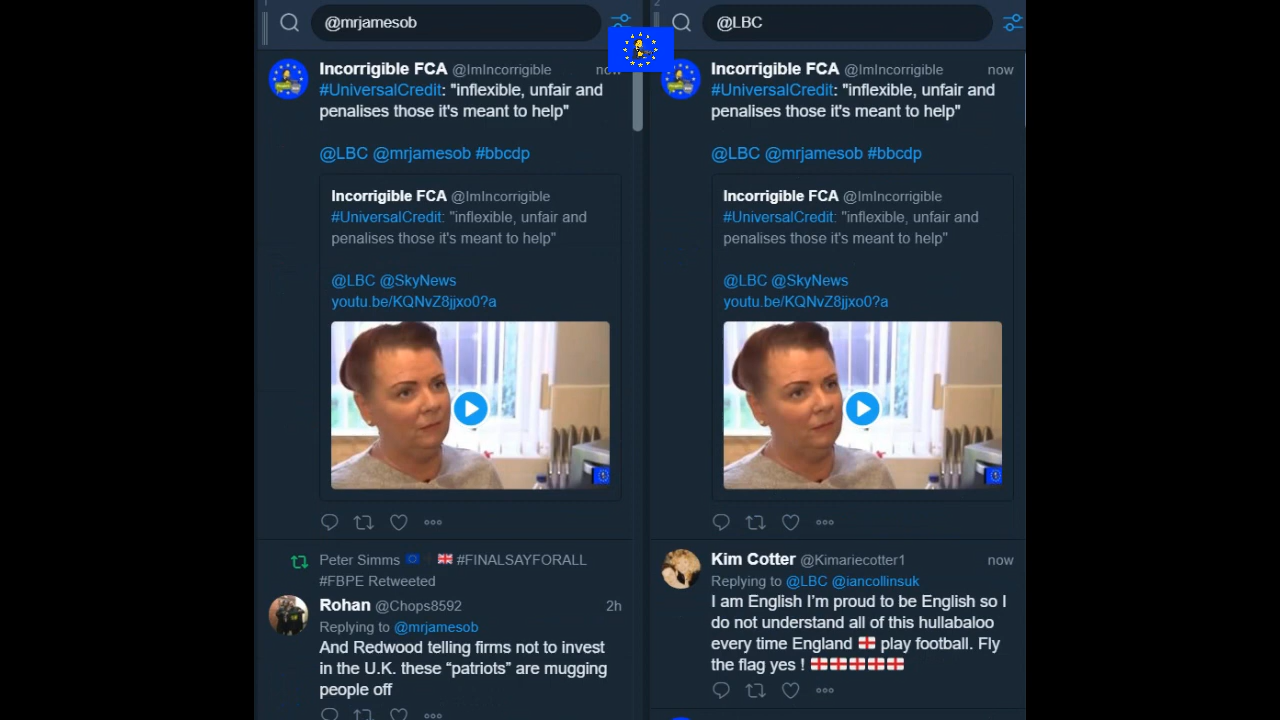 @mrjamesob
Incorrigible FCA @ImIncorrigible now
#UniversalCredit: "inflexible, unfair and
penalises those it's meant to help"
@LBC @mrjamesob #bbcdp
Incorrigible FCA @ImIncorrigible
#UniversalCredit: "inflexible, unfair and
penalises those it's meant to help"
@LBC @SkyNews
youtu.be/KQNvZ8jjxo0?a
Peter Simms #FINALSAYFORALL
#FBPE Retweeted
Rohan @Chops8592 2h
Replying to @mrjamesob
And Redwood telling firms not to invest
in the U.K. these “patriots” are mugging
people off
2
@LBC
Incorrigible FCA @ImIncorrigible now
#UniversalCredit: "inflexible, unfair and
penalises those it's meant to help"
@LBC @mrjamesob #bbcdp
Incorrigible FCA @ImIncorrigible
#UniversalCredit: "inflexible, unfair and
penalises those it's meant to help"
@LBC @SkyNews
youtu.be/KQNvZ8jjxo0?a
Kim Cotter @Kimariecotter1 now
Replying to @LBC @iancollinsuk
I am English I’m proud to be English so I
do not understand all of this hullabaloo
every time England 🏴󠁧󠁢󠁥󠁮󠁧󠁿 play football. Fly
the flag yes ! 🏴󠁧󠁢󠁥󠁮󠁧󠁿🏴󠁧󠁢󠁥󠁮󠁧󠁿🏴󠁧󠁢󠁥󠁮󠁧󠁿🏴󠁧󠁢󠁥󠁮󠁧󠁿🏴󠁧󠁢󠁥󠁮󠁧󠁿